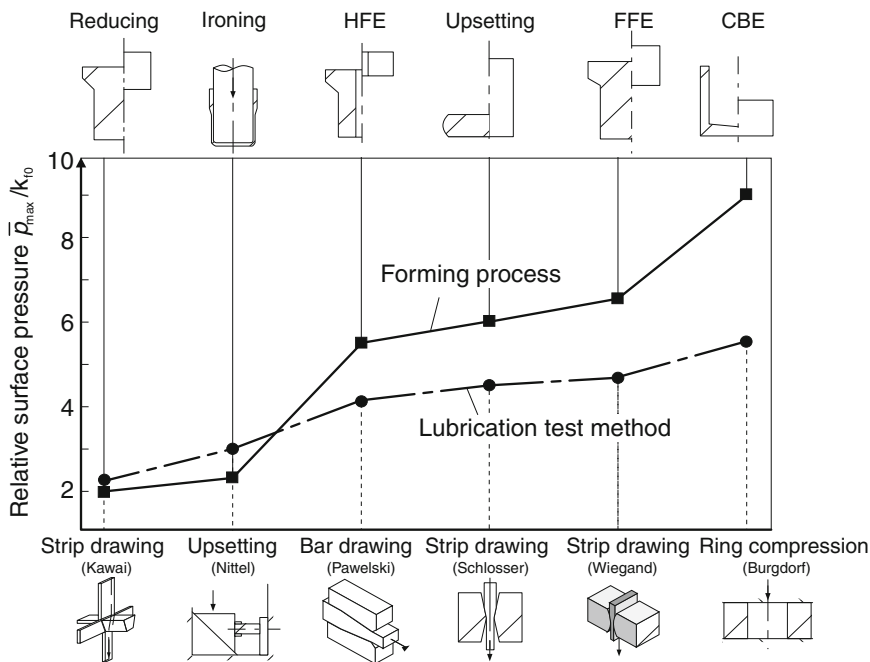 Reducing Ironing HFE Upsetting FFE CBE
Relative surface pressure p̅max /kf0
10
8
6
4
2
Forming process
Lubrication test method
Strip drawing Upsetting Bar drawing Strip drawing Strip drawing Ring compression
(Kawai) (Nittel) (Pawelski) (Schlosser) (Wiegand) (Burgdorf)